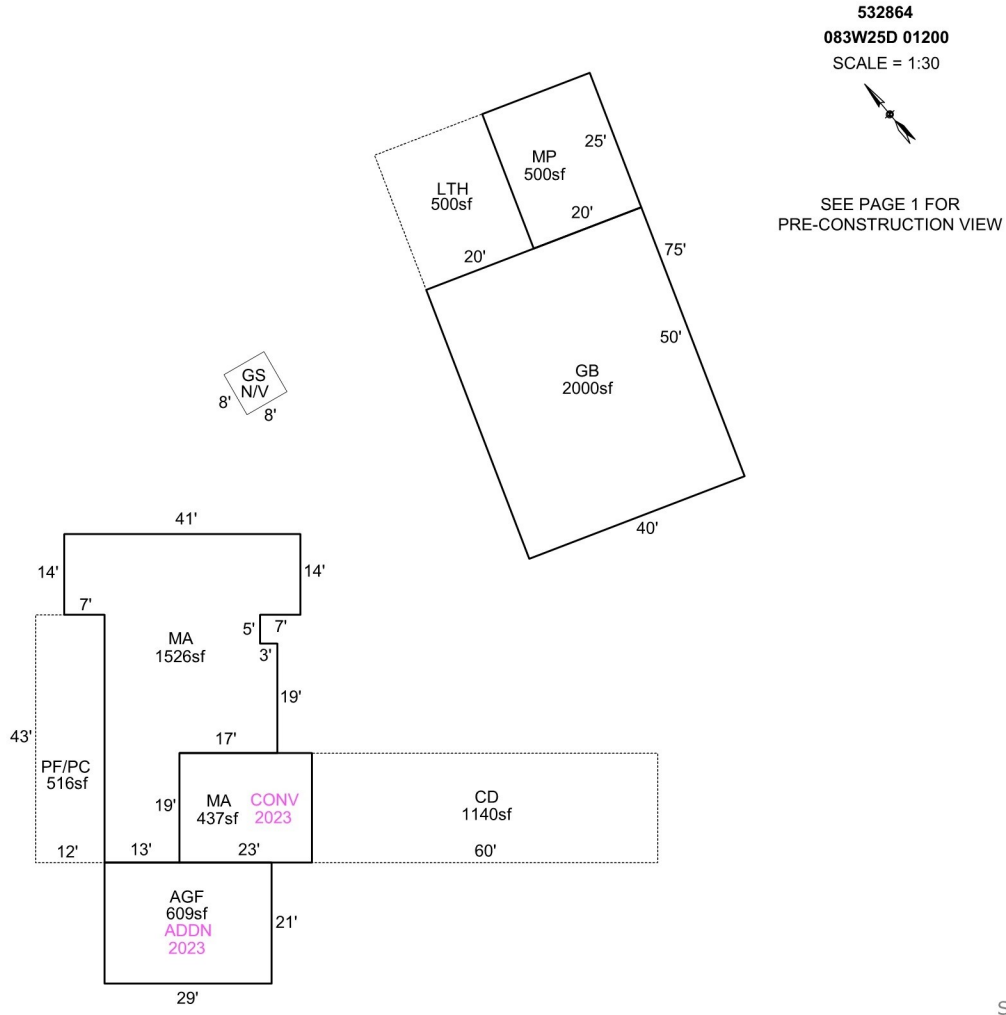 532864
083W25D 01200
SCALE = 1:30
SEE PAGE 1 FOR
PRE-CONSTRUCTION VIEW
25'
MP
500sf
LTH
500sf
20'
20'
75'
50'
GB
2000sf
40'
GS
N/V
8'
8'
41'
14'
14'
7'
5'
7'
3'
MA
1526sf
19'
43'
17'
PF/PC
516sf
19'
MA
437sf
CONV
2023
CD
1140sf
12'
13'
23'
60'
AGF
609sf
ADDN
2023
21'
29'
S